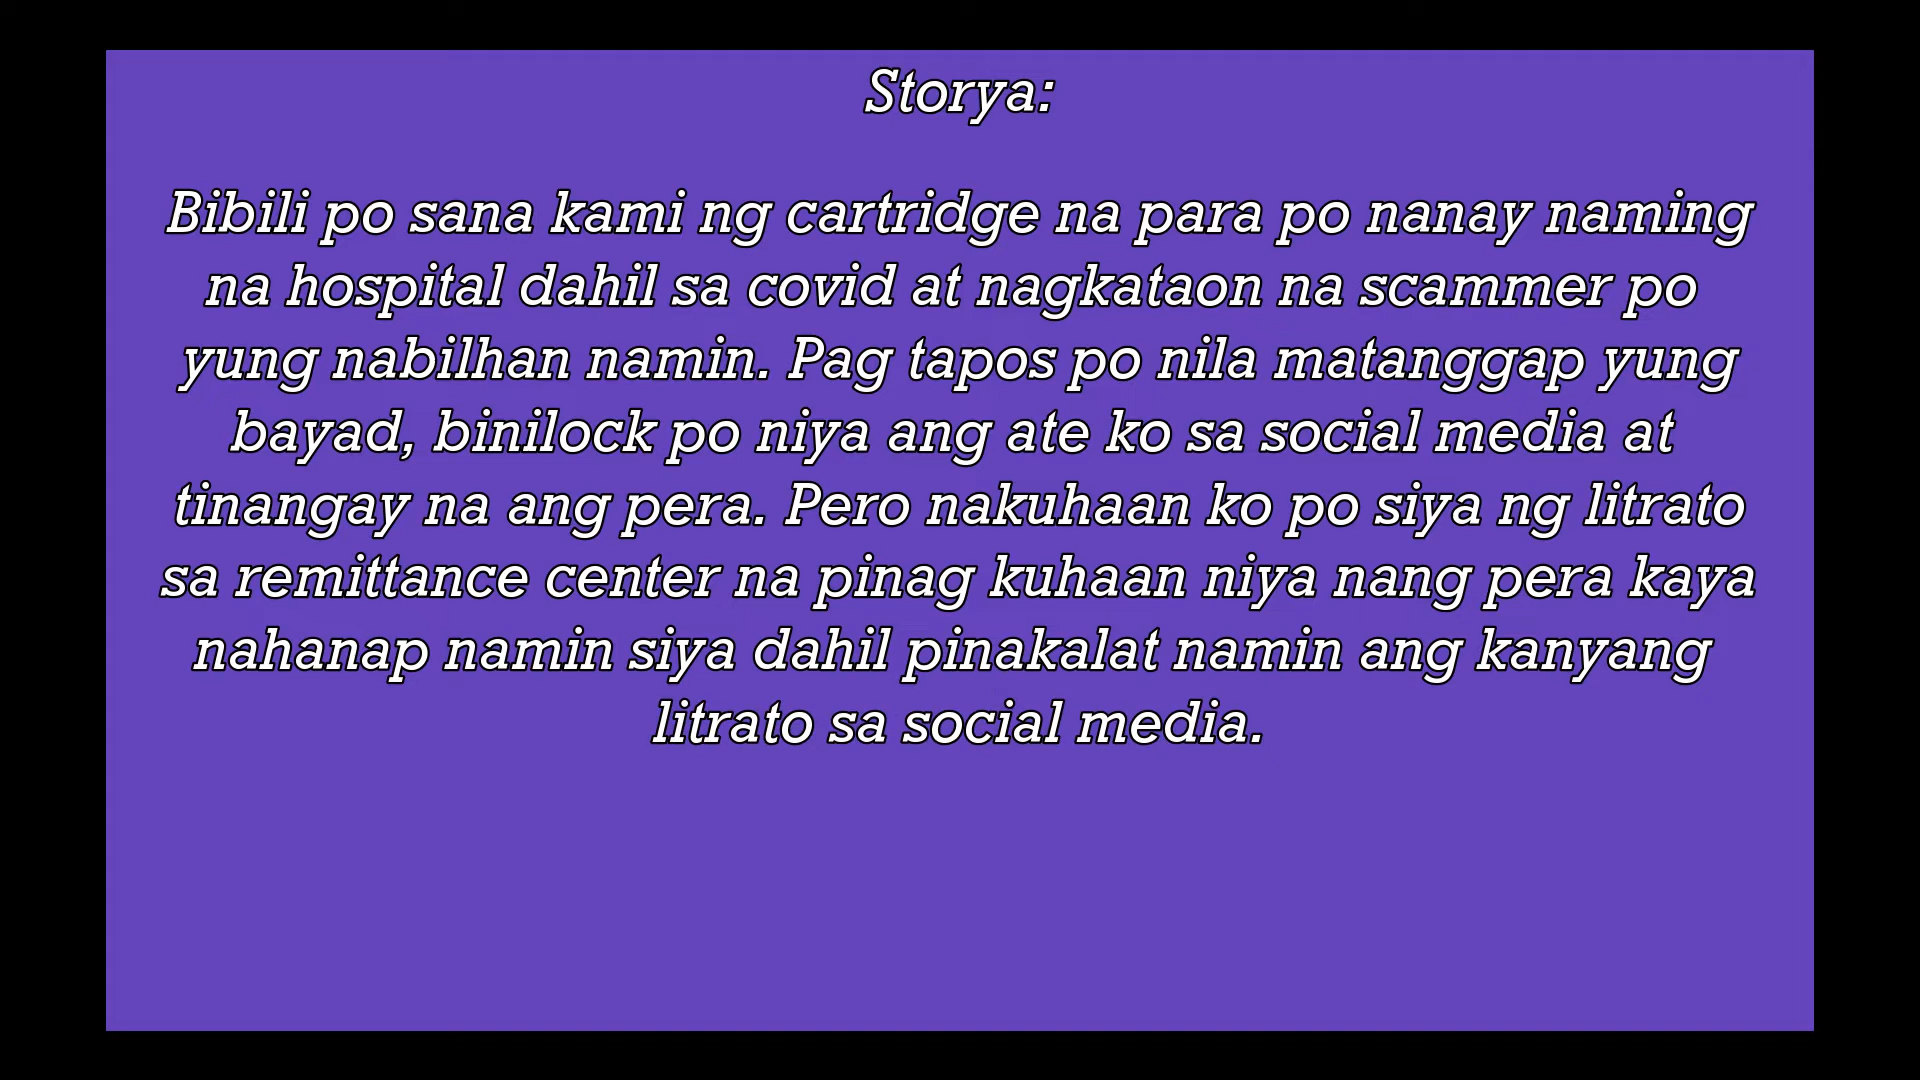 Storya:
Bibili po sana kami ng cartridge na para po nanay naming
na hospital dahil sa covid at nagkataon na scammer po
yung nabilhan namin. Pag tapos po nila matanggap yung
bayad, binilock po niya ang ate ko sa social media at
tinangay na ang pera. Pero nakuhaan ko po siya ng litrato
sa remittance center na pinag kuhaan niya nang pera kaya
nahanap namin siya dahil pinakalat namin ang kanyang
litrato sa social media.